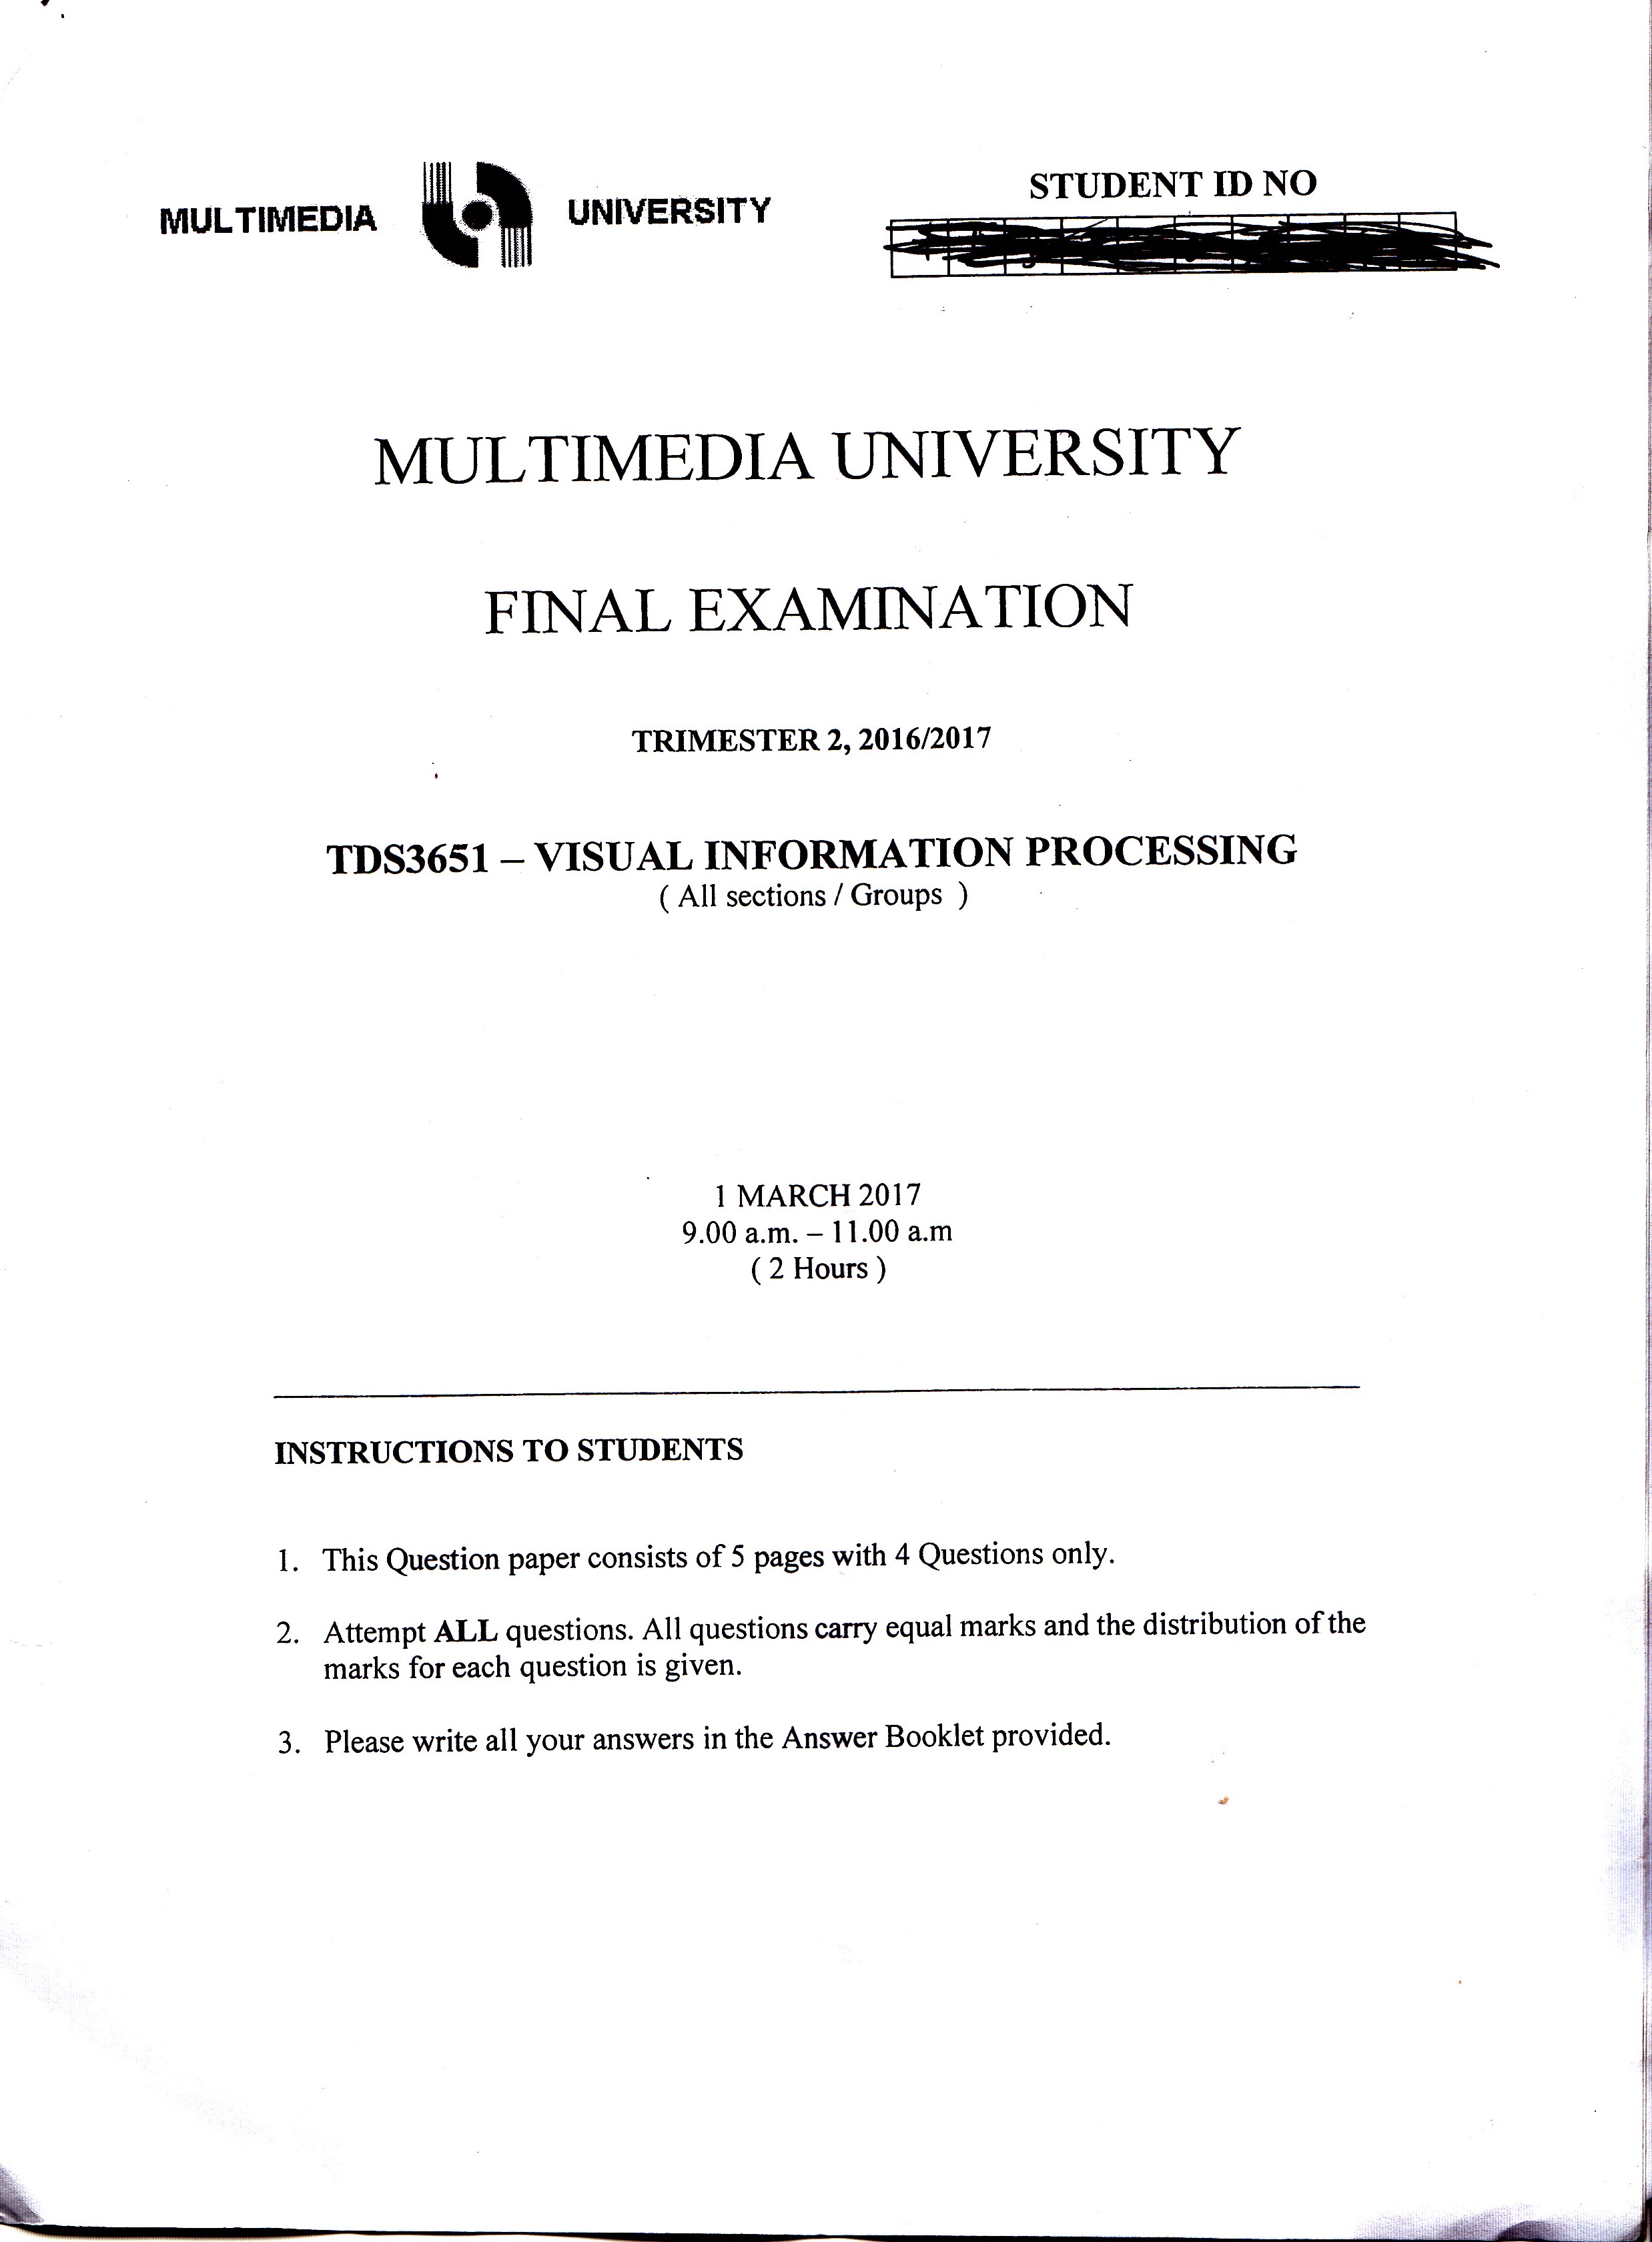 MULTIMEDIA UNIVERSITY
STUDENT ID NO
MULTIMEDIA UNIVERSITY
FINAL EXAMINATION
TRIMESTER 2, 2016/2017
TDS3651 – VISUAL INFORMATION PROCESSING
( All sections / Groups )
1 MARCH 2017
9.00 a.m. – 11.00 a.m
( 2 Hours )
INSTRUCTIONS TO STUDENTS
1. This Question paper consists of 5 pages with 4 Questions only.
2. Attempt ALL questions. All questions carry equal marks and the distribution of the
marks for each question is given.
3. Please write all your answers in the Answer Booklet provided.